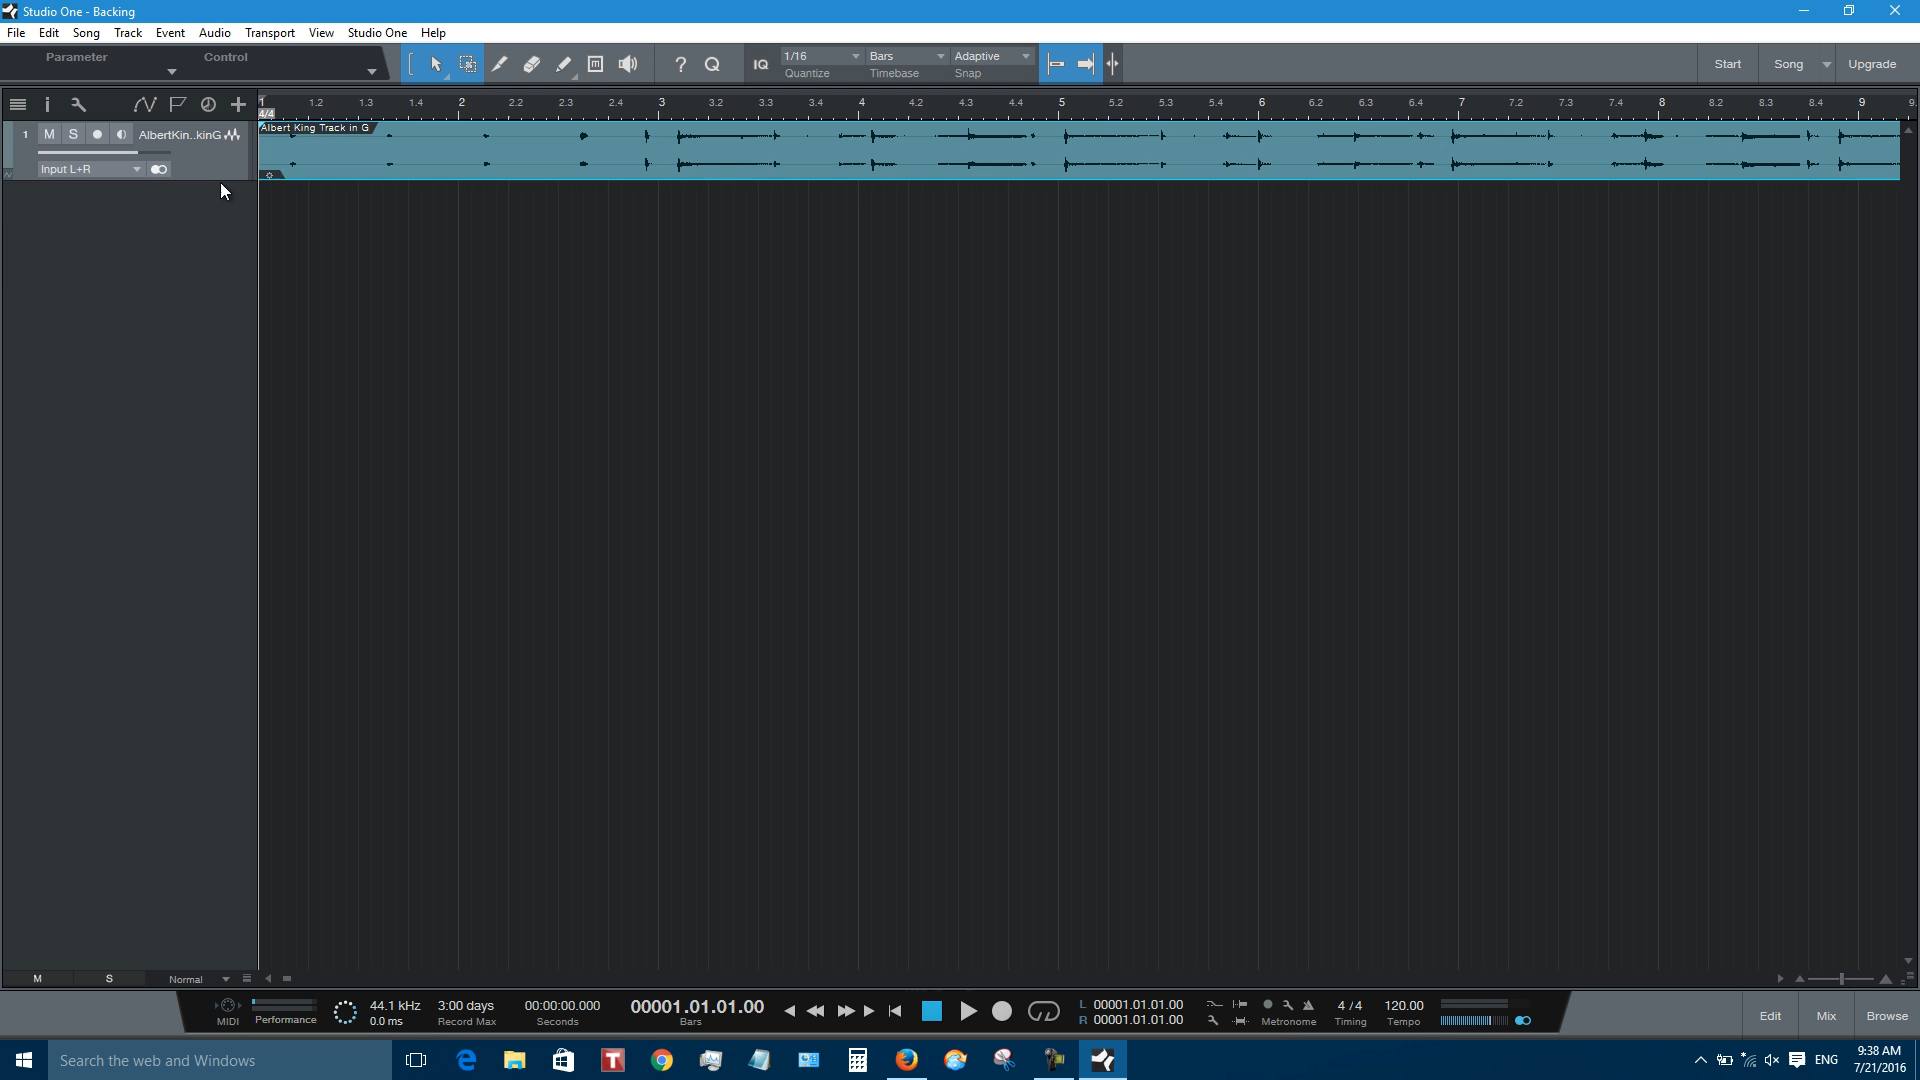 Studio One - Backing
File Edit Song Track Event Audio Transport View Studio One Help
Parameter Control
1/16 Bars Adaptive
IQ
Quantize Timebase Snap
Start Song Upgrade
1 1.2 1.3 1.4 2 2.2 2.3 2.4 3 3.2 3.3 3.4 4 4.2 4.3 4.4 5 5.2 5.3 5.4 6 6.2 6.3 6.4 7 7.2 7.3 7.4 8 8.2 8.3 8.4 9 9.
4/4
Albert King Track in G
1 M S AlbertKin..kinG
Input L+R
M S Normal
MIDI Performance
44.1 kHz 3:00 days 00:00:00.000 00001.01.01.00
0.0 ms Record Max Seconds Bars
L 00001.01.01.00
R 00001.01.01.00
Metronome
4 / 4 120.00
Timing Tempo
Edit Mix Browse
Search the web and Windows
ENG
9:38 AM
7/21/2016